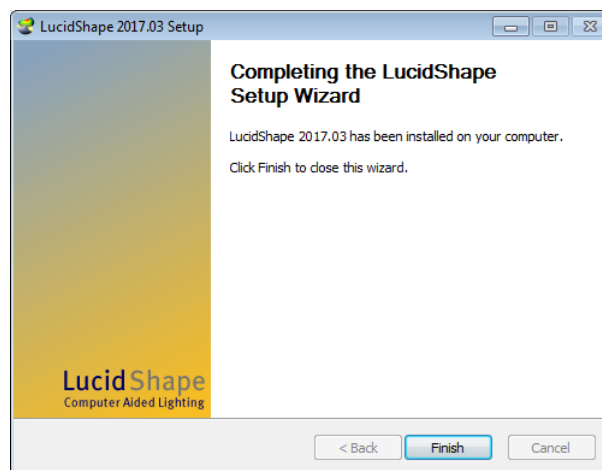 LucidShape 2017.03 Setup
Completing the LucidShape
Setup Wizard
LucidShape 2017.03 has been installed on your computer.
Click Finish to close this wizard.
LucidShape
Computer Aided Lighting
< Back
Finish
Cancel